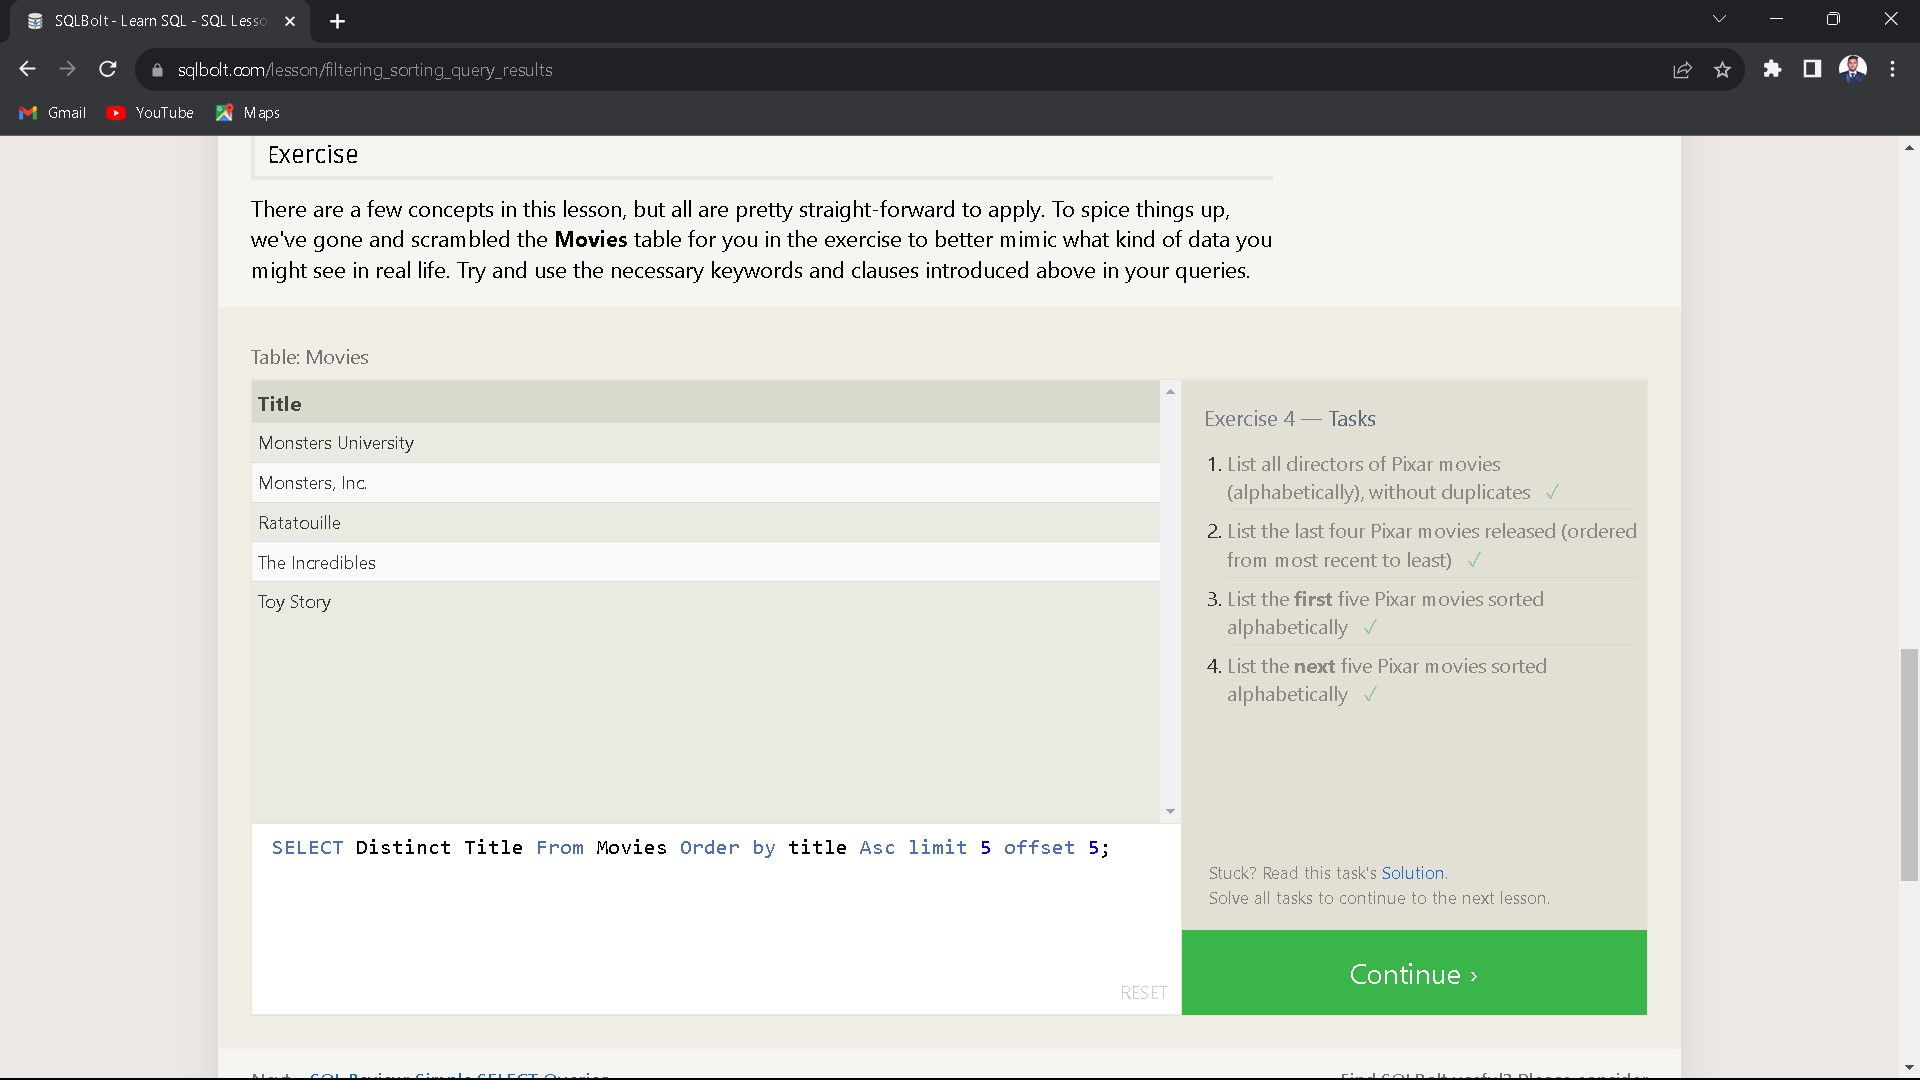 SQLBolt - Learn SQL - SQL Lesso
sqlbolt.com/lesson/filtering_sorting_query_results
Gmail
YouTube
Maps
Exercise
There are a few concepts in this lesson, but all are pretty straight-forward to apply. To spice things up,
we've gone and scrambled the Movies table for you in the exercise to better mimic what kind of data you
might see in real life. Try and use the necessary keywords and clauses introduced above in your queries.
Table: Movies
Title
Monsters University
Monsters, Inc.
Ratatouille
The Incredibles
Toy Story
SELECT Distinct Title From Movies Order by title Asc limit 5 offset 5;
RESET
Exercise 4 — Tasks
1. List all directors of Pixar movies
(alphabetically), without duplicates ✓
2. List the last four Pixar movies released (ordered
from most recent to least) ✓
3. List the first five Pixar movies sorted
alphabetically ✓
4. List the next five Pixar movies sorted
alphabetically ✓
Stuck? Read this task's Solution.
Solve all tasks to continue to the next lesson.
Continue ›